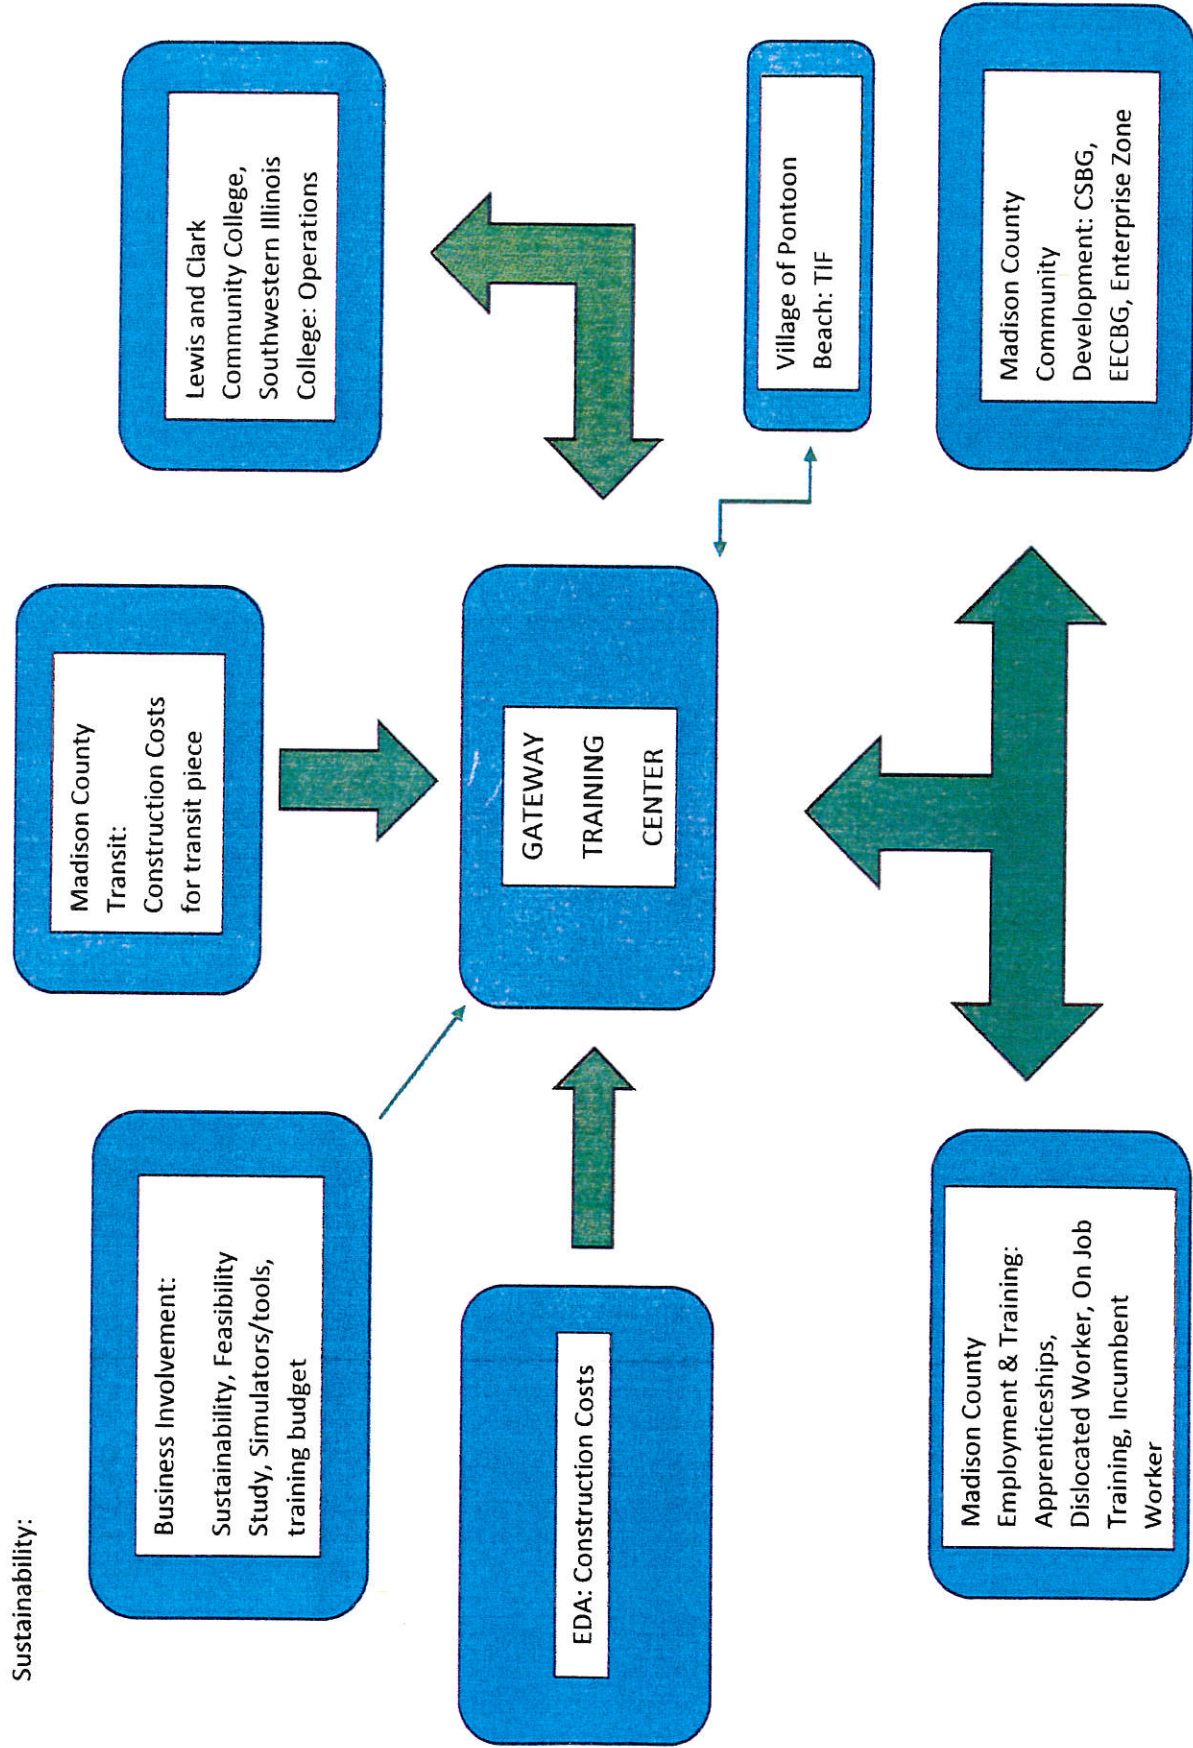 Sustainability:
Business Involvement:
Sustainability, Feasibility
Study, Simulators/tools,
training budget
Madison County
Transit:
Construction Costs
for transit piece
Lewis and Clark
Community College,
Southwestern Illinois
College: Operations
EDA: Construction Costs
GATEWAY
TRAINING
CENTER
Village of Pontoon
Beach: TIF
Madison County
Employment & Training:
Apprenticeships,
Dislocated Worker, On Job
Training, Incumbent
Worker
Madison County
Community
Development: CSBG,
EECBG, Enterprise Zone